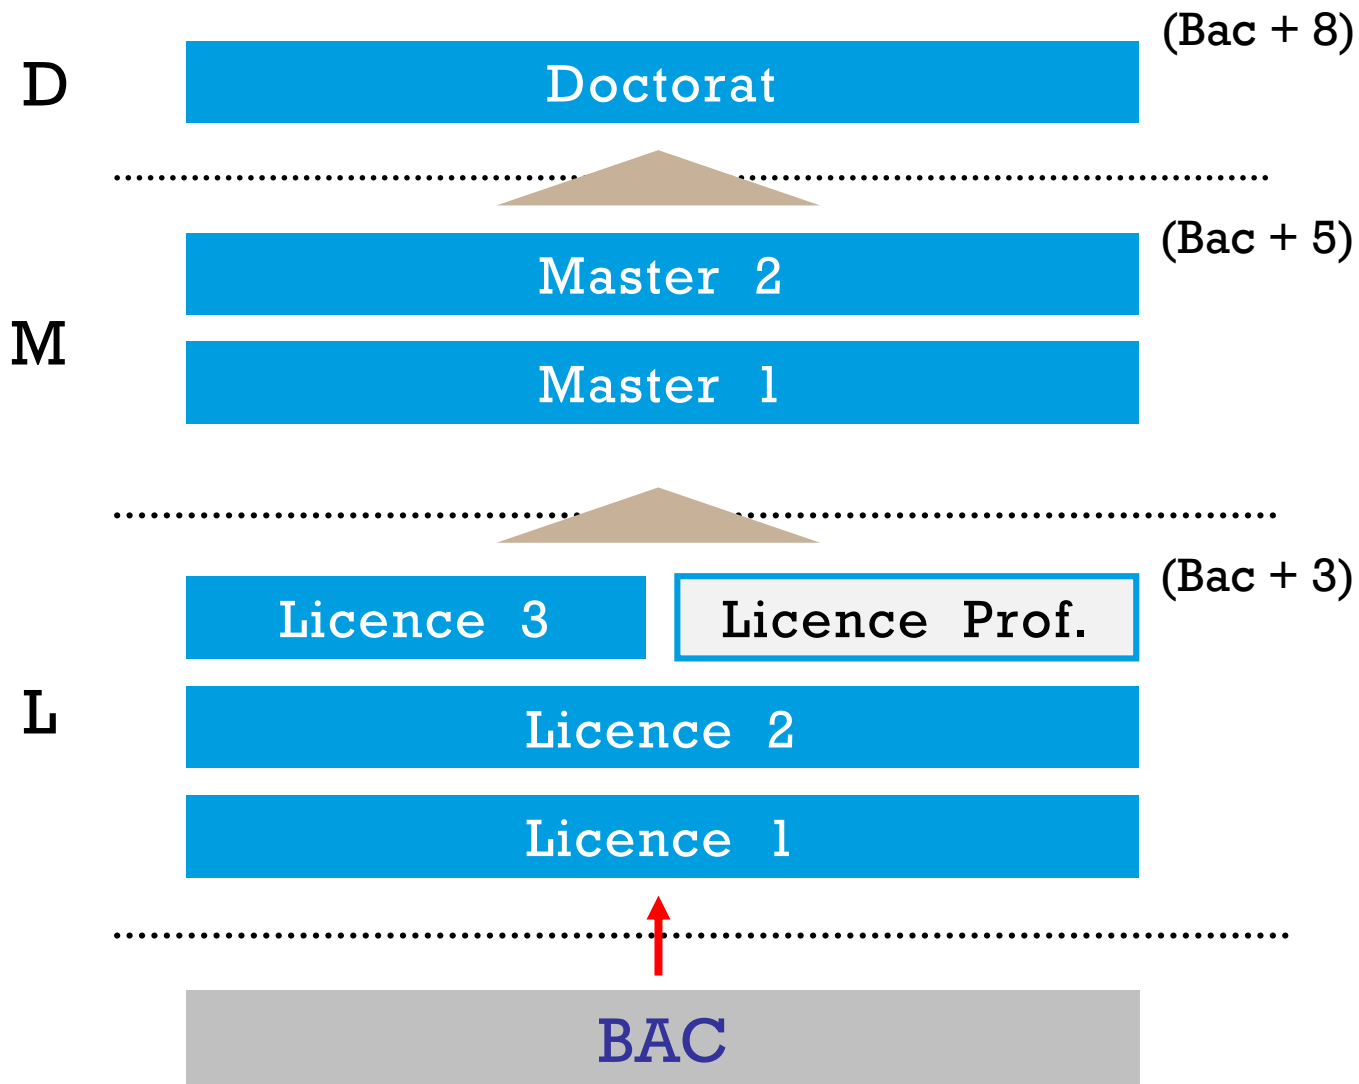 (Bac + 8)
D
Doctorat
(Bac + 5)
Master 2
M
Master 1
(Bac + 3)
Licence 3
Licence Prof.
L
Licence 2
Licence 1
BAC